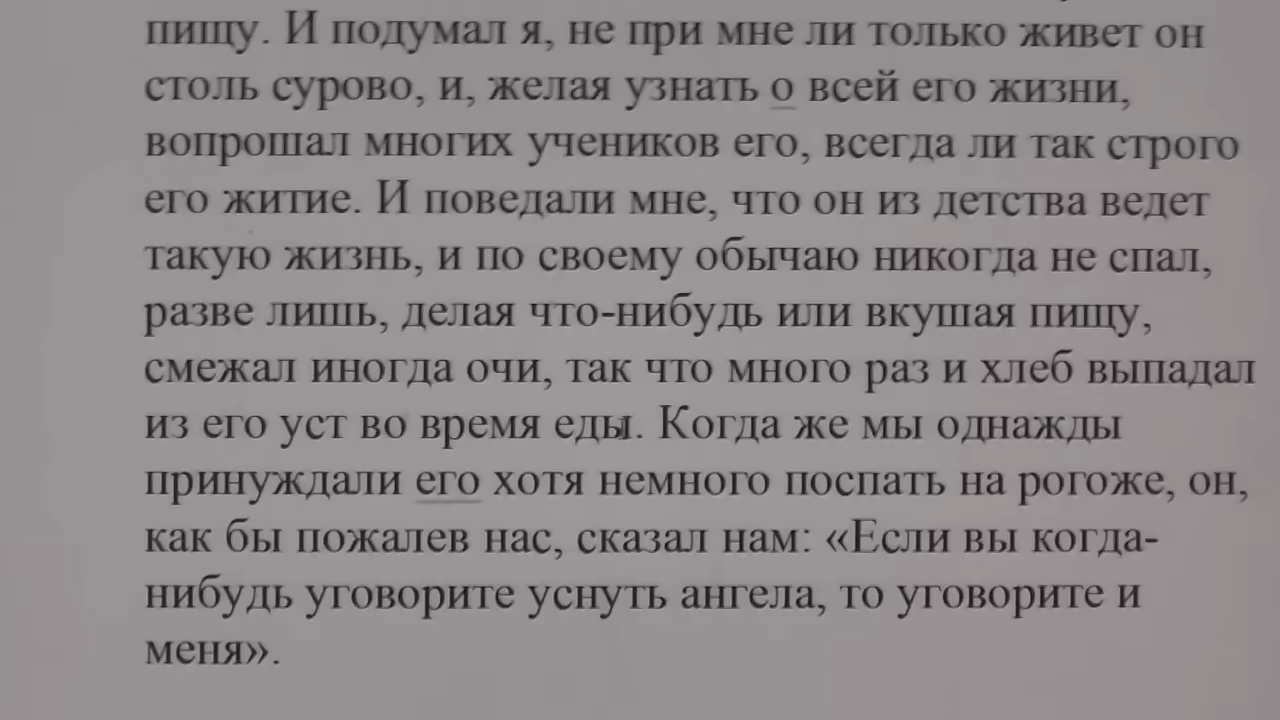 пищу. И подумал я, не при мне ли только живет он
столь сурово, и, желая узнать о всей его жизни,
вопрошал многих учеников его, всегда ли так строго
его житие. И поведали мне, что он из детства ведет
такую жизнь, и по своему обычаю никогда не спал,
разве лишь, делая что-нибудь или вкушая пищу,
смежал иногда очи, так что много раз и хлеб выпадал
из его уст во время еды. Когда же мы однажды
принуждали его хотя немного поспать на рогоже, он,
как бы пожалев нас, сказал нам: «Если вы когда-
нибудь уговорите уснуть ангела, то уговорите и
меня».